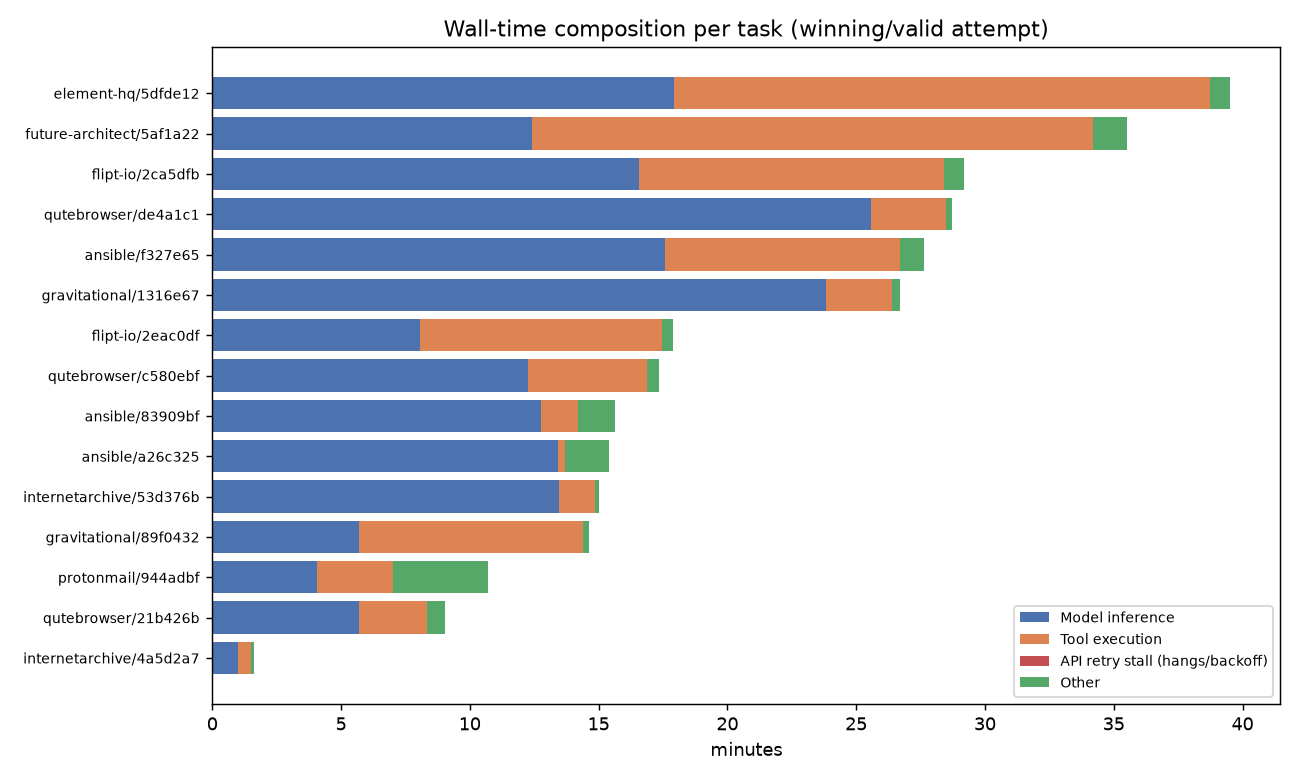 Wall-time composition per task (winning/valid attempt)
element-hq/5dfde12
future-architect/5af1a22
flipt-io/2ca5dfb
qutebrowser/de4a1c1
ansible/f327e65
gravitational/1316e67
flipt-io/2eac0df
qutebrowser/c580ebf
ansible/83909bf
ansible/a26c325
internetarchive/53d376b
gravitational/89f0432
protonmail/944adbf
qutebrowser/21b426b
internetarchive/4a5d2a7
Model inference
Tool execution
API retry stall (hangs/backoff)
Other
0 5 10 15 20 25 30 35 40
minutes